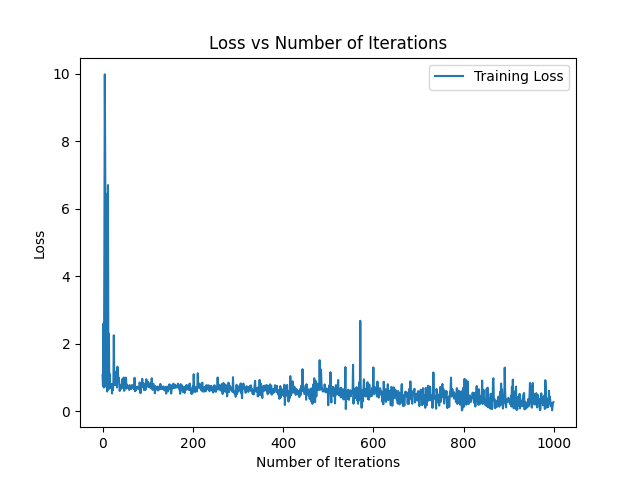 Loss vs Number of Iterations
Training Loss
10
8
6
4
2
0
Loss
0 200 400 600 800 1000
Number of Iterations